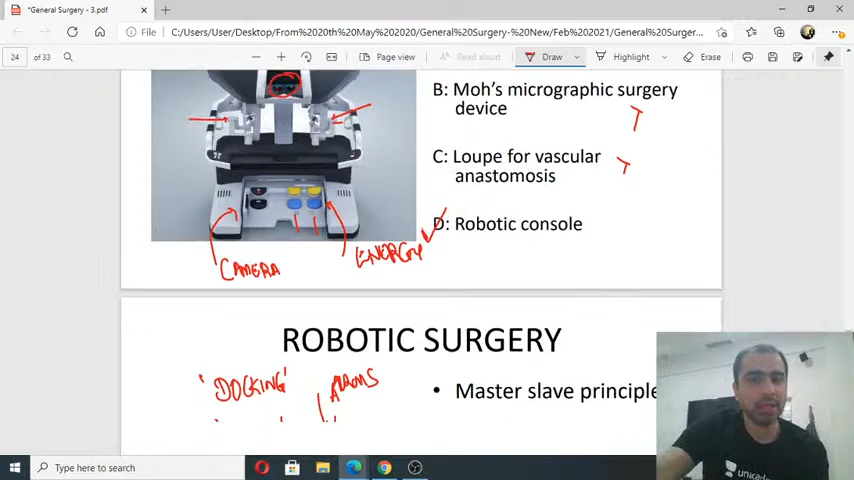 *General Surgery - 3.pdf
File
C:/Users/User/Desktop/From%2020th%20May%202020/General%20Surgery-%20New/Feb%202021/General%20Surger...
24
of 33
Page view
Read aloud
Draw
Highlight
Erase
B: Moh's micrographic surgery
device
C: Loupe for vascular
anastomosis
D: Robotic console
CAMERA
ENERGY
ROBOTIC SURGERY
'DOCKING'
ARMS
• Master slave principle
Type here to search